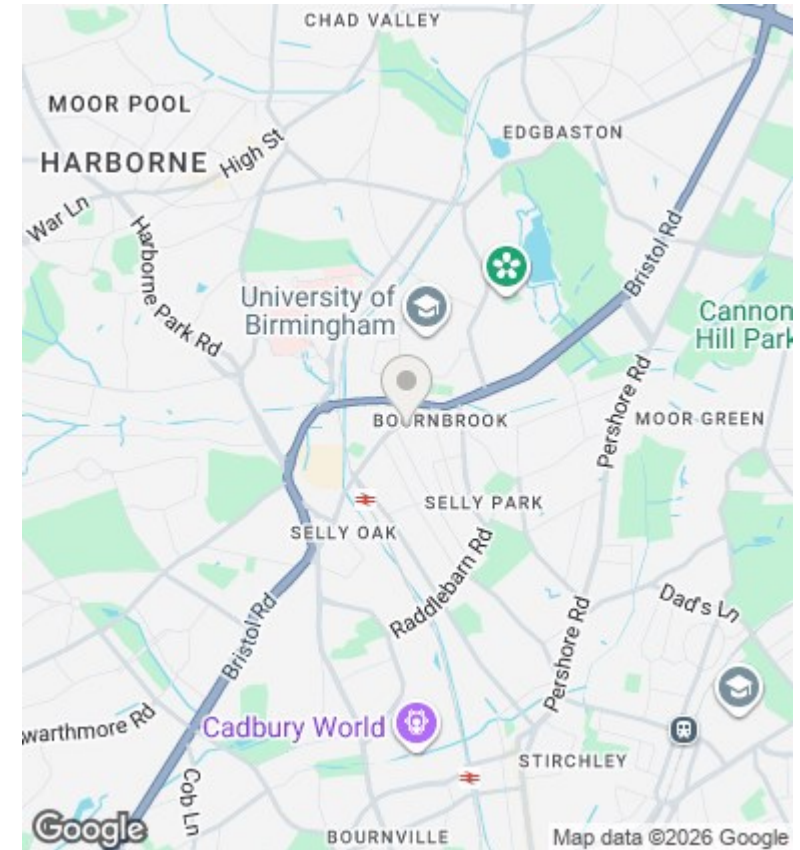 CHAD VALLEY
MOOR POOL
EDGBASTON
HARBORNE
High St
War Ln
Harborne Park Rd
Bristol Rd
University of
Birmingham
Cannon
Hill Park
Pershore Rd
BOURNBROOK
MOOR GREEN
SELLY PARK
SELLY OAK
Raddlebarn Rd
Dad's Ln
Bristol Rd
Pershore Rd
warthmore Rd
Cadbury World
Cob Ln
STIRCHLEY
Google
BOURNVILLE
Map data ©2026 Google